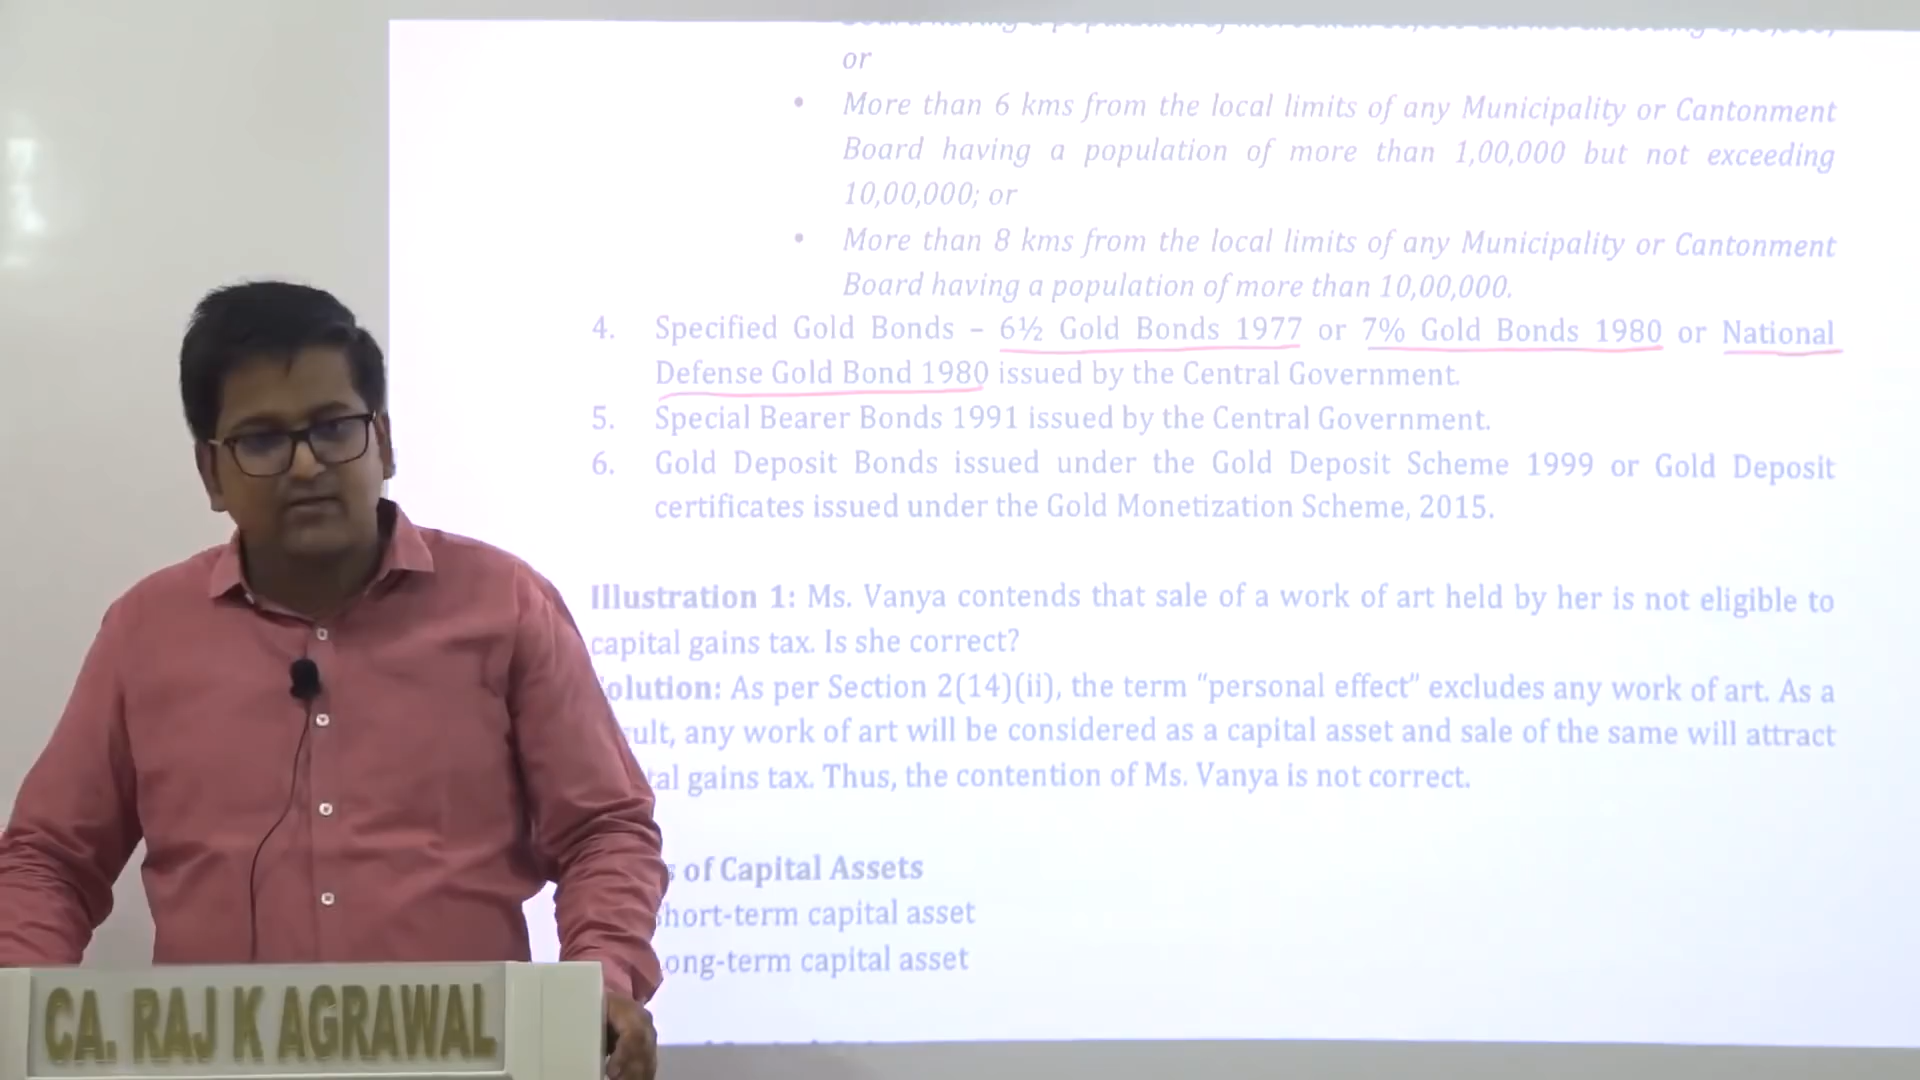 or
• More than 6 kms from the local limits of any Municipality or Cantonment
Board having a population of more than 1,00,000 but not exceeding
10,00,000; or
• More than 8 kms from the local limits of any Municipality or Cantonment
Board having a population of more than 10,00,000.
4. Specified Gold Bonds – 6½ Gold Bonds 1977 or 7% Gold Bonds 1980 or National
Defense Gold Bond 1980 issued by the Central Government.
5. Special Bearer Bonds 1991 issued by the Central Government.
6. Gold Deposit Bonds issued under the Gold Deposit Scheme 1999 or Gold Deposit
certificates issued under the Gold Monetization Scheme, 2015.
Illustration 1: Ms. Vanya contends that sale of a work of art held by her is not eligible to
capital gains tax. Is she correct?
olution: As per Section 2(14)(ii), the term “personal effect” excludes any work of art. As a
ult, any work of art will be considered as a capital asset and sale of the same will attract
tal gains tax. Thus, the contention of Ms. Vanya is not correct.
of Capital Assets
hort-term capital asset
ong-term capital asset
CA. RAJ K AGRAWAL